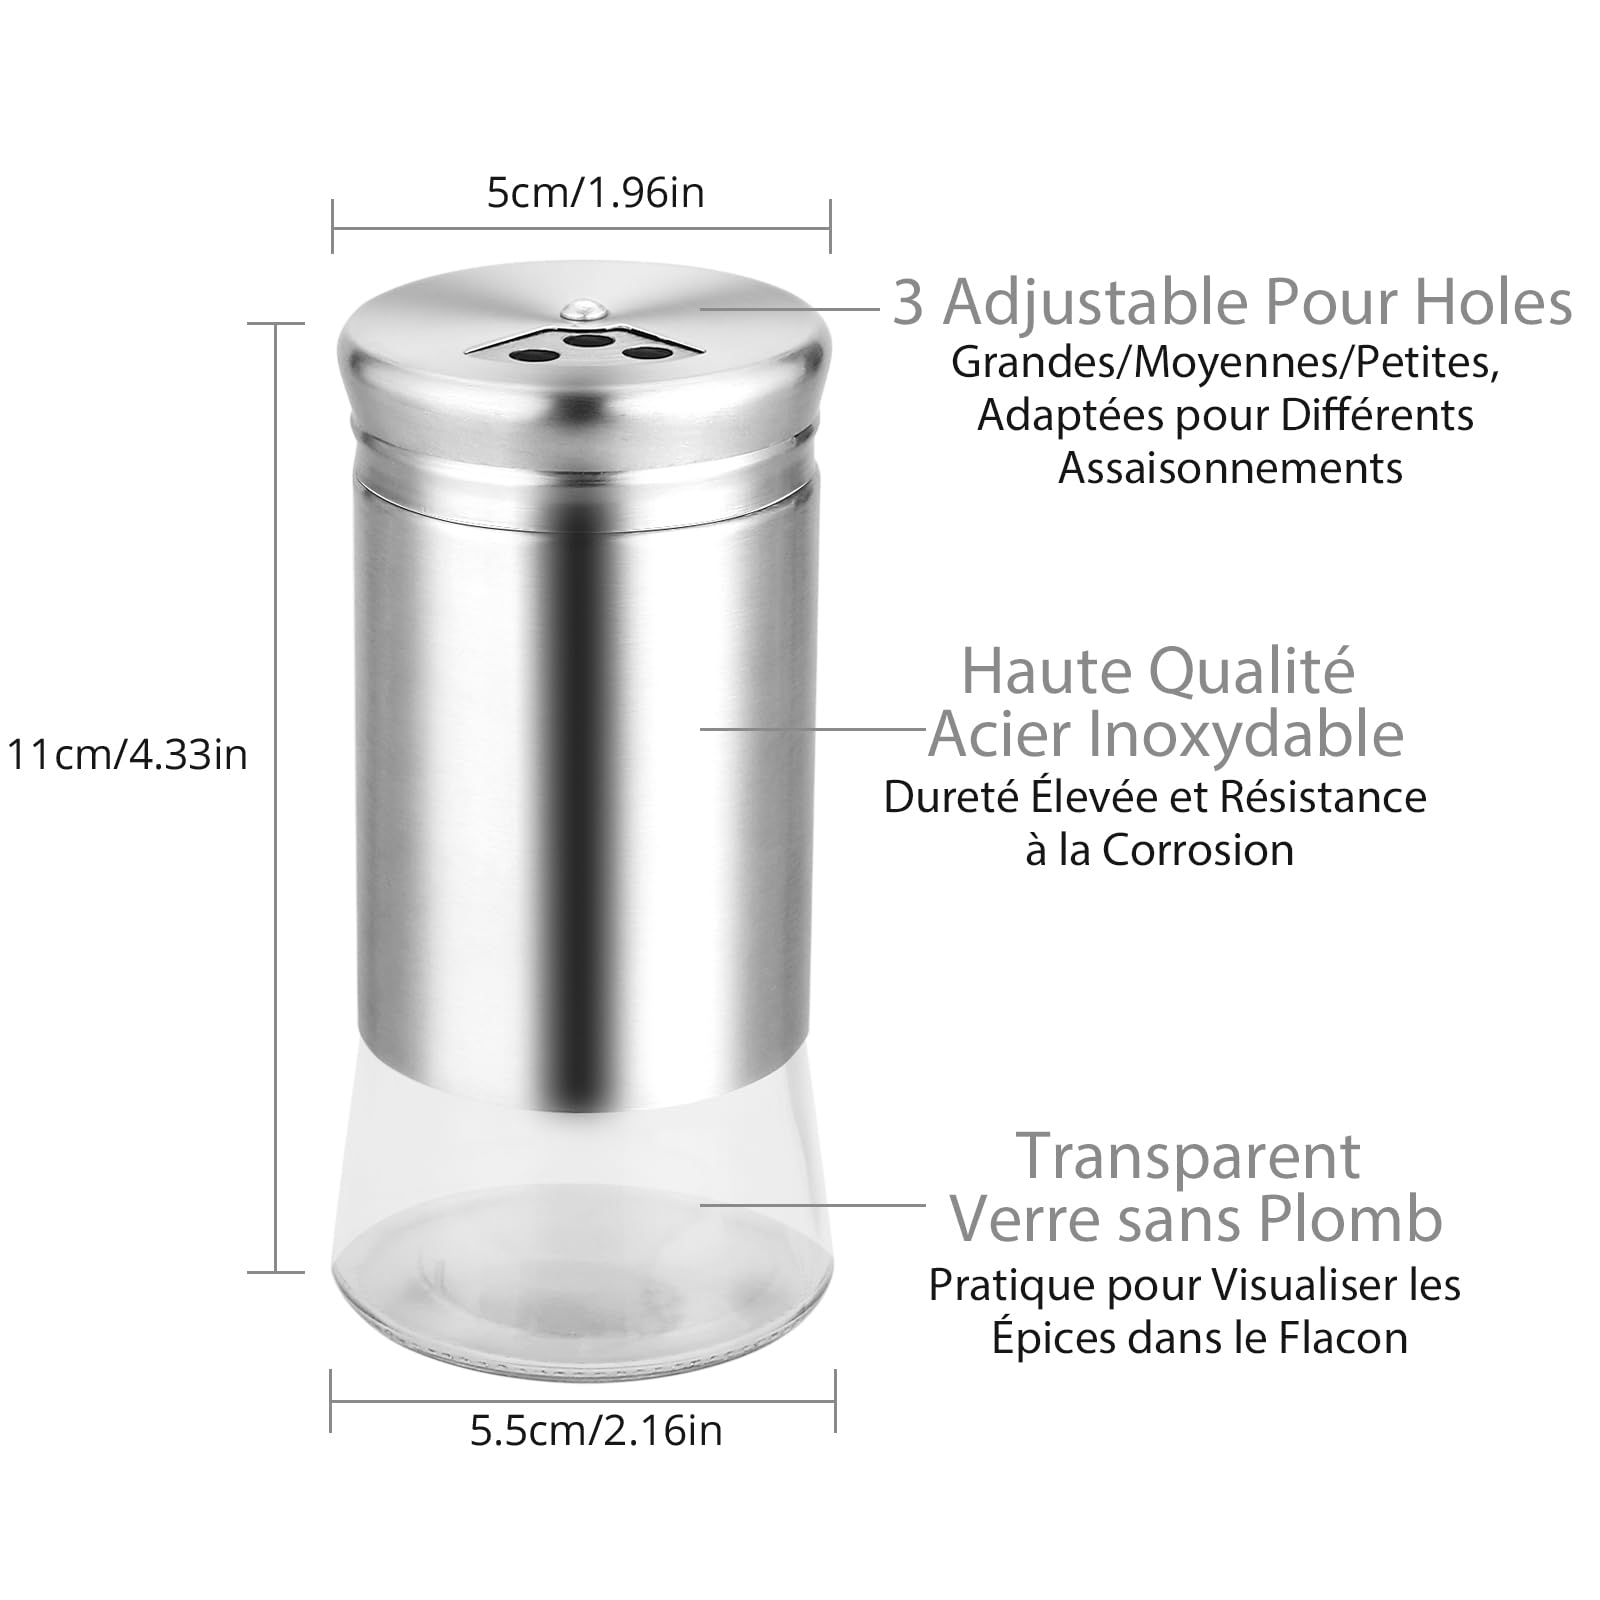 5cm/1.96in
3 Adjustable Pour Holes
Grandes/Moyennes/Petites,
Adaptées pour Différents
Assaisonnements
Haute Qualité
Acier Inoxydable
Dureté Élevée et Résistance
à la Corrosion
11cm/4.33in
Transparent
Verre sans Plomb
Pratique pour Visualiser les
Épices dans le Flacon
5.5cm/2.16in